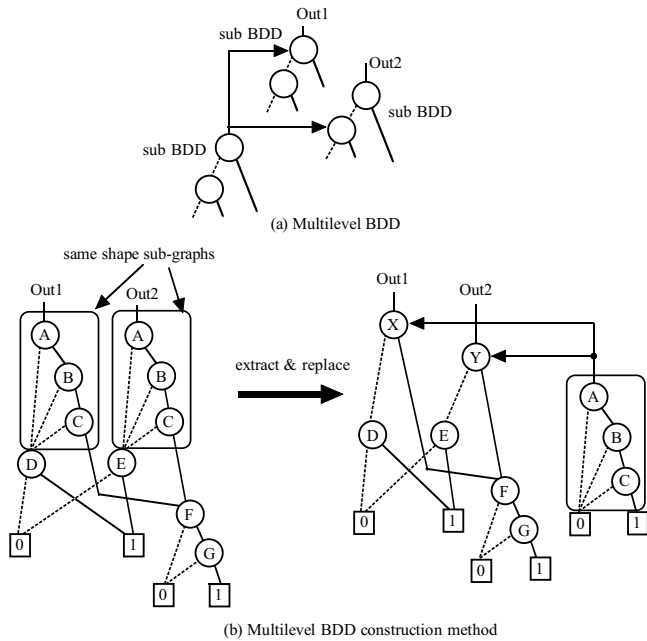 Out1
sub BDD
Out2
sub BDD
sub BDD
(a) Multilevel BDD
same shape sub-graphs
Out1
Out2
A
A
B
B
C
C
D
E
F
G
0
1
0
1
extract & replace
Out1
Out2
X
Y
A
B
C
D
E
F
G
0
1
0
1
0
1
(b) Multilevel BDD construction method